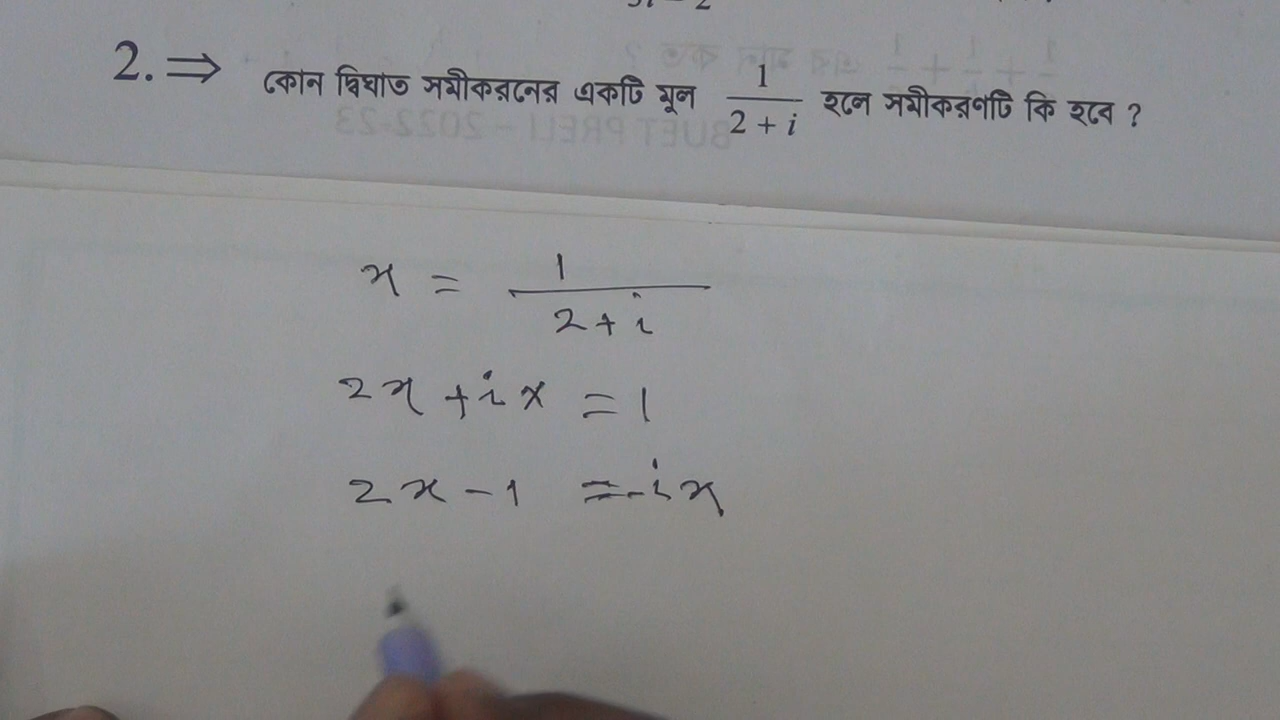 2. ⇒ কোন দ্বিঘাত সমীকরনের একটি মূল 1/(2 + i) হলে সমীকরণটি কি হবে ?
x = 1/(2+i)
2x + ix = 1
2x - 1 = -ix